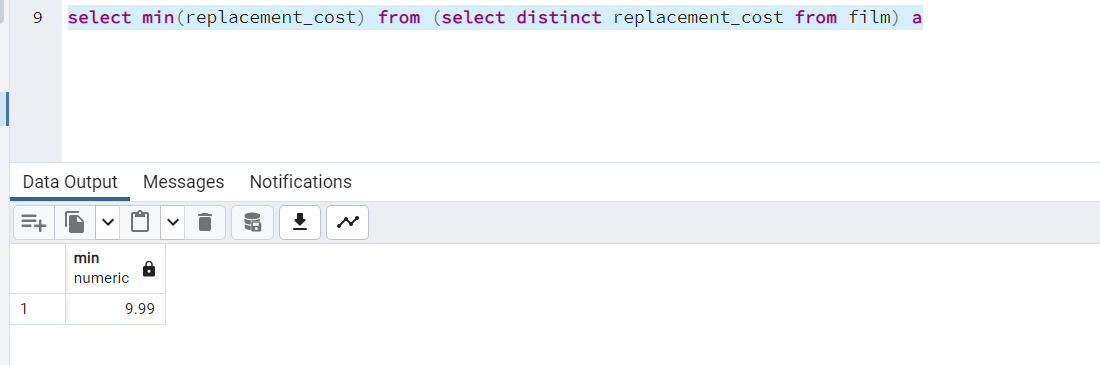 9 select min(replacement_cost) from (select distinct replacement_cost from film) a
Data Output Messages Notifications
min
numeric
1 9.99